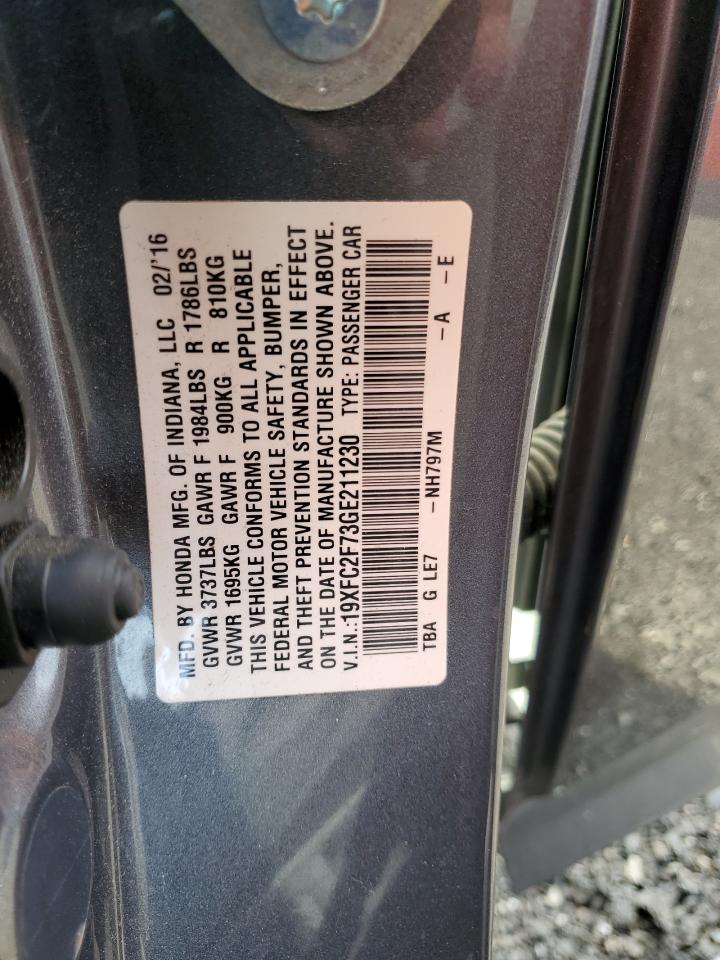 MFD. BY HONDA MFG. OF INDIANA, LLC 02/'16
GVWR 3737LBS GAWR F 1984LBS R 1786LBS
GVWR 1695KG GAWR F 900KG R 810KG
THIS VEHICLE CONFORMS TO ALL APPLICABLE
FEDERAL MOTOR VEHICLE SAFETY, BUMPER,
AND THEFT PREVENTION STANDARDS IN EFFECT
ON THE DATE OF MANUFACTURE SHOWN ABOVE.
V.I.N.:19XFC2F73GE211230 TYPE: PASSENGER CAR
TBA G LE7 -NH797M -A -E